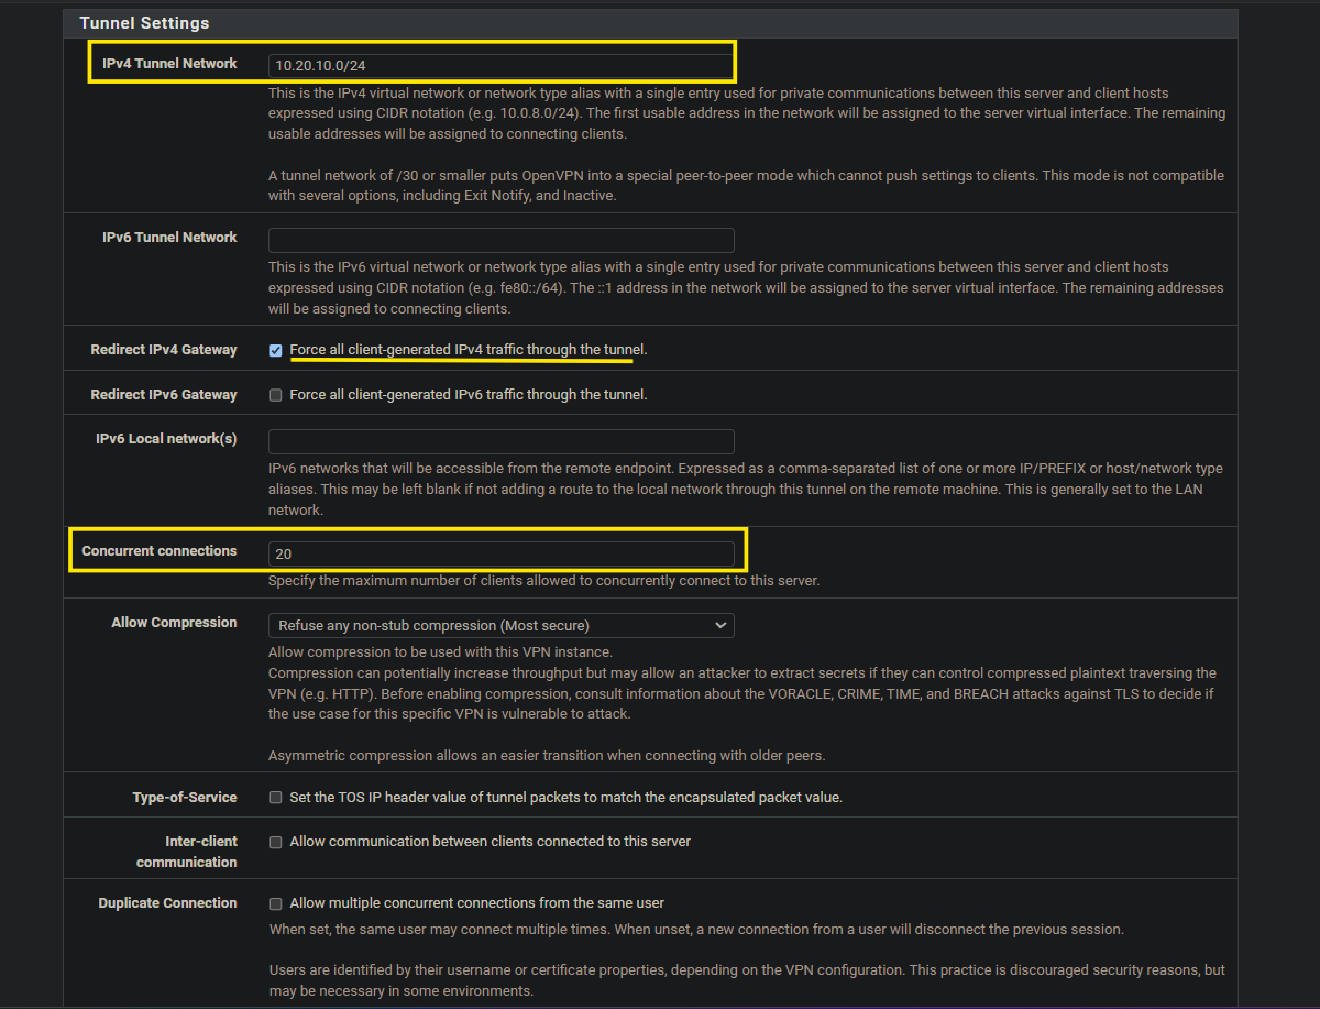 Tunnel Settings
IPv4 Tunnel Network
10.20.10.0/24
This is the IPv4 virtual network or network type alias with a single entry used for private communications between this server and client hosts
expressed using CIDR notation (e.g. 10.0.8.0/24). The first usable address in the network will be assigned to the server virtual interface. The remaining
usable addresses will be assigned to connecting clients.
A tunnel network of /30 or smaller puts OpenVPN into a special peer-to-peer mode which cannot push settings to clients. This mode is not compatible
with several options, including Exit Notify, and Inactive.
IPv6 Tunnel Network
This is the IPv6 virtual network or network type alias with a single entry used for private communications between this server and client hosts
expressed using CIDR notation (e.g. fe80::/64). The ::1 address in the network will be assigned to the server virtual interface. The remaining addresses
will be assigned to connecting clients.
Redirect IPv4 Gateway
Force all client-generated IPv4 traffic through the tunnel.
Redirect IPv6 Gateway
Force all client-generated IPv6 traffic through the tunnel.
IPv6 Local network(s)
IPv6 networks that will be accessible from the remote endpoint. Expressed as a comma-separated list of one or more IP/PREFIX or host/network type
aliases. This may be left blank if not adding a route to the local network through this tunnel on the remote machine. This is generally set to the LAN
network.
Concurrent connections
20
Specify the maximum number of clients allowed to concurrently connect to this server.
Allow Compression
Refuse any non-stub compression (Most secure)
Allow compression to be used with this VPN instance.
Compression can potentially increase throughput but may allow an attacker to extract secrets if they can control compressed plaintext traversing the
VPN (e.g. HTTP). Before enabling compression, consult information about the VORACLE, CRIME, TIME, and BREACH attacks against TLS to decide if
the use case for this specific VPN is vulnerable to attack.
Asymmetric compression allows an easier transition when connecting with older peers.
Type-of-Service
Set the TOS IP header value of tunnel packets to match the encapsulated packet value.
Inter-client
communication
Allow communication between clients connected to this server
Duplicate Connection
Allow multiple concurrent connections from the same user
When set, the same user may connect multiple times. When unset, a new connection from a user will disconnect the previous session.
Users are identified by their username or certificate properties, depending on the VPN configuration. This practice is discouraged security reasons, but
may be necessary in some environments.